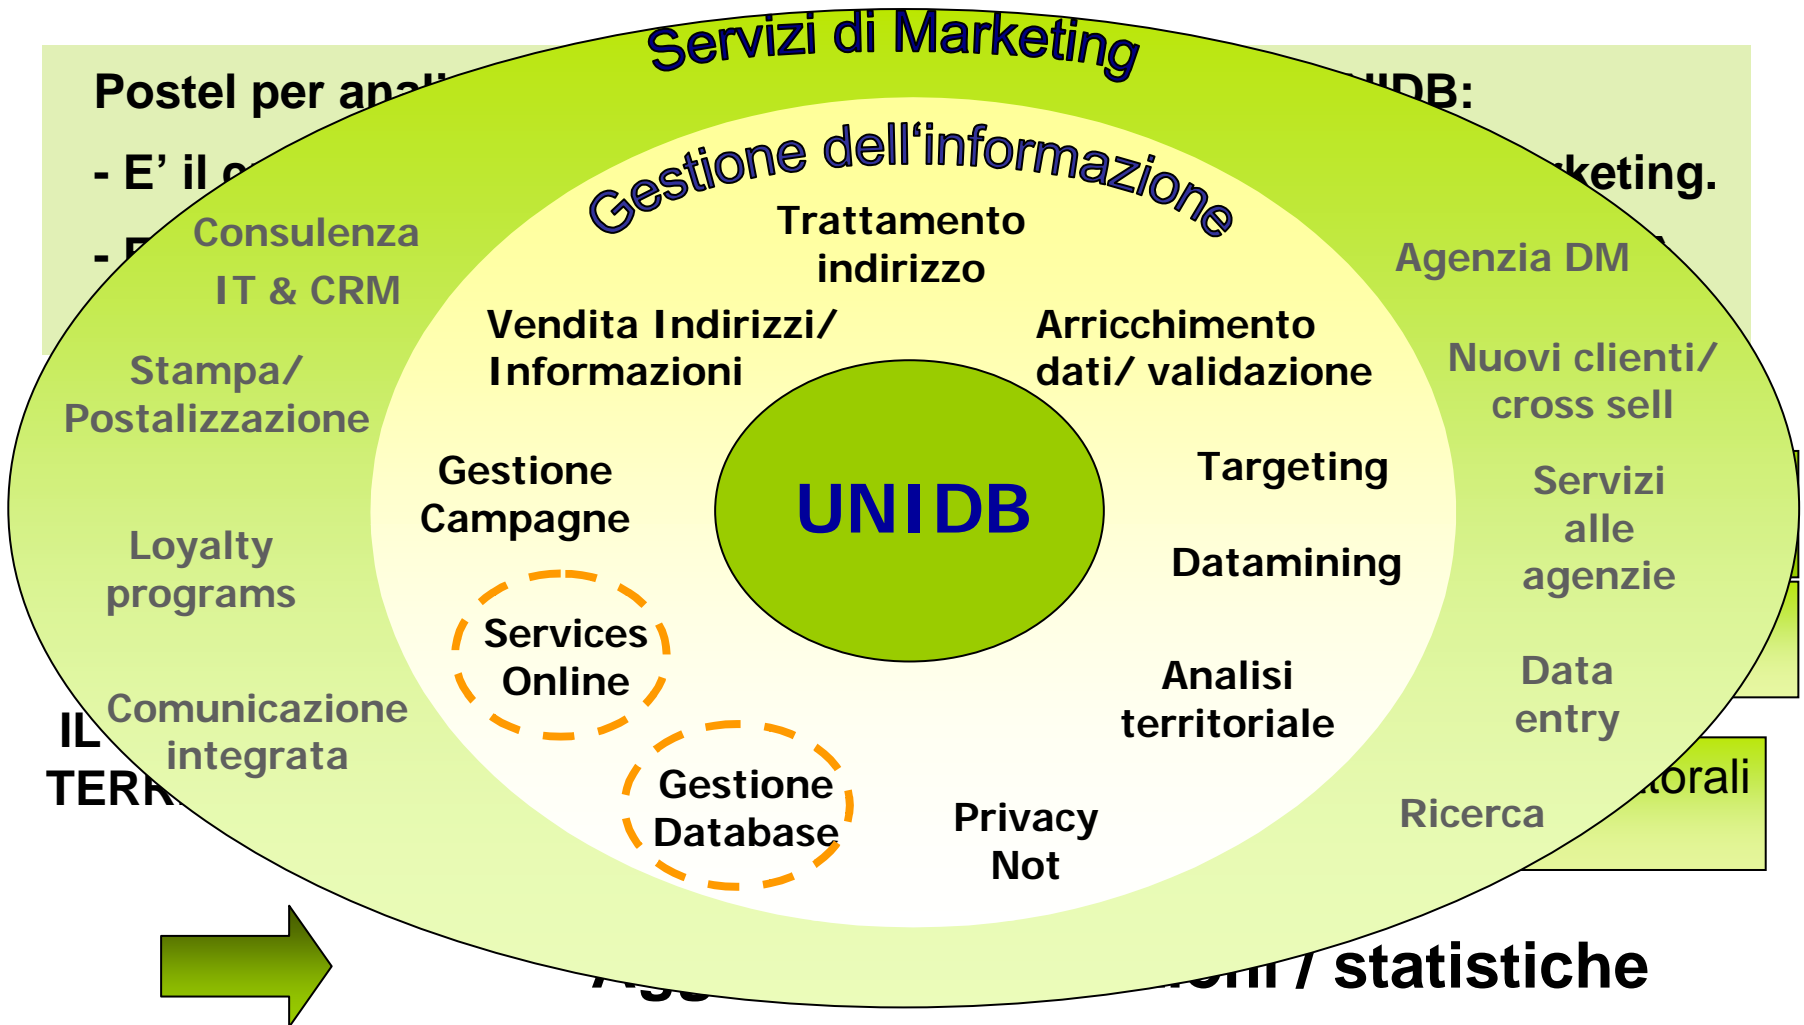 Servizi di Marketing
Postel per
DB:
- E' il
keting.
-
Gestione dell'informazione
Consulenza
IT & CRM
Stampa/
Postalizzazione
Loyalty
programs
Comunicazione
integrata
Trattamento
indirizzo
Vendita Indirizzi/
Informazioni
Arricchimento
dati/ validazione
Gestione
Campagne
UNIDB
Targeting
Datamining
Services
Online
Analisi
territoriale
Gestione
Database
Privacy
Not
Agenzia DM
Nuovi clienti/
cross sell
Servizi
alle
agenzie
Data
entry
Ricerca
IL
TERR
torali
/ statistiche